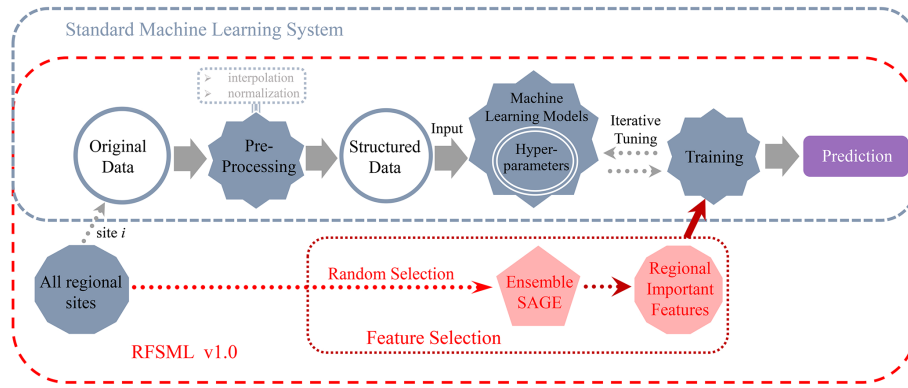 Standard Machine Learning System
➢ interpolation
➢ normalization
Original
Data
Pre-
Processing
Structured
Data
Input
Machine
Learning Models
Hyper-
parameters
Iterative
Tuning
Training
Prediction
site i
All regional
sites
Random Selection
Ensemble
SAGE
Regional
Important
Features
Feature Selection
RFSML v1.0